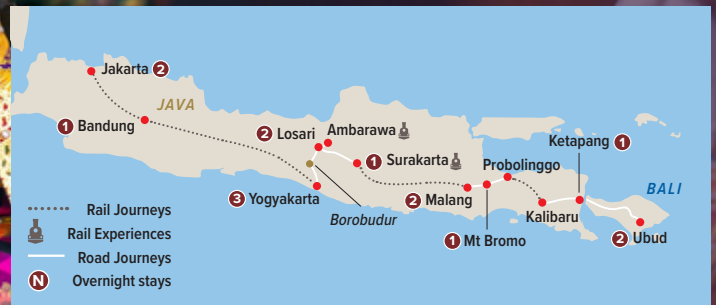 Jakarta 2
JAVA
1 Bandung
2 Losari
Ambarawa
Ketapang 1
1 Surakarta
Probolinggo
BALI
3 Yogyakarta
2 Malang
Borobudur
Kalibaru
1 Mt Bromo
2 Ubud
Rail Journeys
Rail Experiences
Road Journeys
N Overnight stays